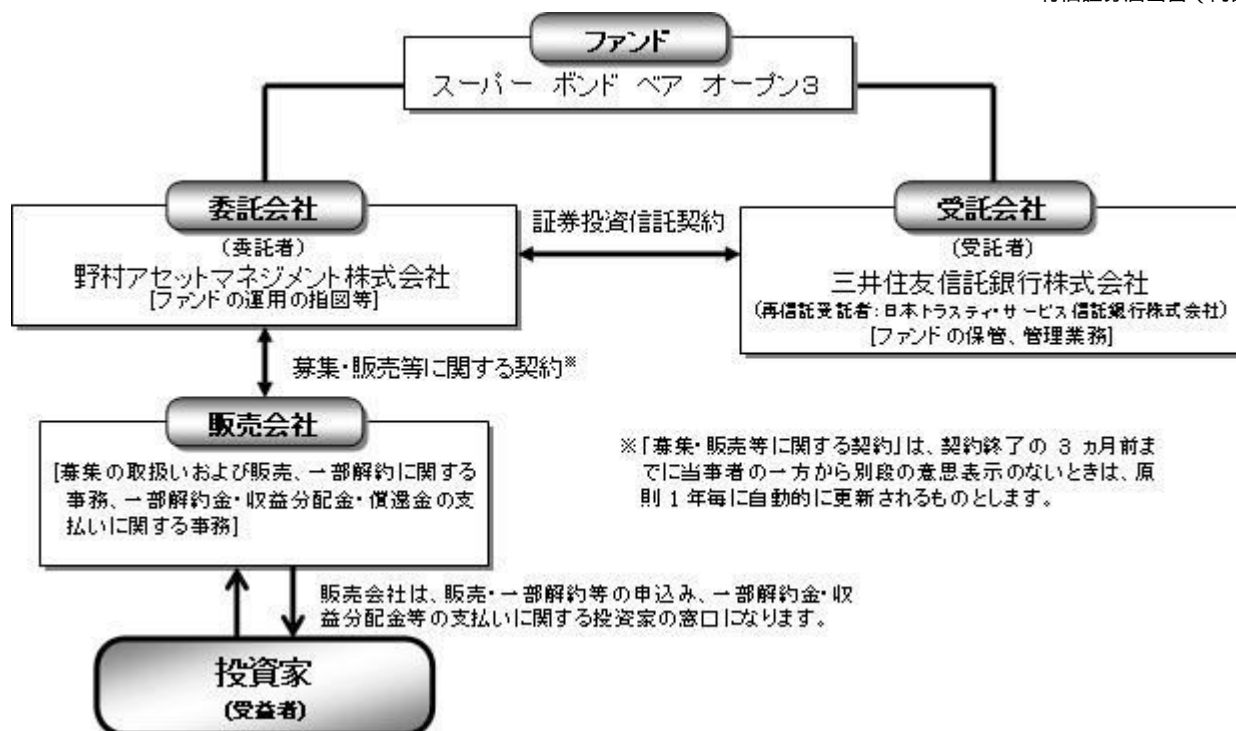 ファンド
スーパー ボンド ベア オープン3
委託会社
(委託者)
野村アセットマネジメント株式会社
[ファンドの運用の指図等]
証券投資信託契約
受託会社
(受託者)
三井住友信託銀行株式会社
(再信託受託者:日本トラスティ・サービス信託銀行株式会社)
[ファンドの保管、管理業務]
募集・販売等に関する契約※
販売会社
[募集の取扱いおよび販売、一部解約に関する
事務、一部解約金・収益分配金・償還金の支
払いに関する事務]
※「募集・販売等に関する契約」は、契約終了の 3 ヵ月前ま
でに当事者の一方から別段の意思表示のないときは、原
則 1 年毎に自動的に更新されるものとします。
販売会社は、販売・一部解約等の申込み、一部解約金・収
益分配金等の支払いに関する投資家の窓口になります。
投資家
(受益者)